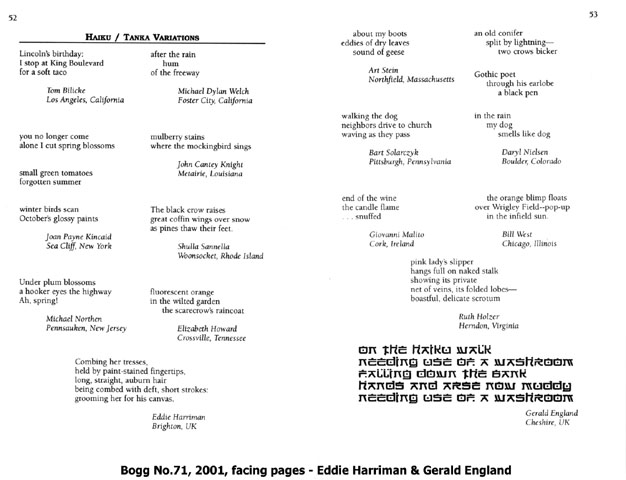 52
HAIKU / TANKA VARIATIONS
Lincoln's birthday:
I stop at King Boulevard
for a soft taco
Tom Bilicke
Los Angeles, California
after the rain
hum
of the freeway
Michael Dylan Welch
Foster City, California
you no longer come
alone I cut spring blossoms
mulberry stains
where the mockingbird sings
John Cantey Knight
Metairie, Louisiana
small green tomatoes
forgotten summer
winter birds scan
October's glossy paints
Joan Payne Kincaid
Sea Cliff, New York
The black crow raises
great coffin wings over snow
as pines thaw their feet.
Shulla Sannella
Woonsocket, Rhode Island
Under plum blossoms
a hooker eyes the highway
Ah, spring!
Michael Northen
Pennsauken, New Jersey
fluorescent orange
in the wilted garden
the scarecrow's raincoat
Elizabeth Howard
Crossville, Tennessee
Combing her tresses,
held by paint-stained fingertips,
long, straight, auburn hair
being combed with deft, short strokes:
grooming her for his canvas.
Eddie Harriman
Brighton, UK
53
about my boots
eddies of dry leaves
sound of geese
Art Stein
Northfield, Massachusetts
an old conifer
split by lightning—
two crows bicker
Gothic poet
through his earlobe
a black pen
walking the dog
neighbors drive to church
waving as they pass
Bart Solarczyk
Pittsburgh, Pennsylvania
in the rain
my dog
smells like dog
Daryl Nielsen
Boulder, Colorado
end of the wine
the candle flame
. . . snuffed
Giovanni Malito
Cork, Ireland
the orange blimp floats
over Wrigley Field--pop-up
in the infield sun.
Bill West
Chicago, Illinois
pink lady's slipper
hangs full on naked stalk
showing its private
net of veins, its folded lobes—
boastful, delicate scrotum
Ruth Holzer
Herndon, Virginia
on the haiku walk
needing use of a washroom
falling down the bank
hands and arse now muddy
needing use of a washroom
Gerald England
Cheshire, UK
Bogg No.71, 2001, facing pages - Eddie Harriman & Gerald England